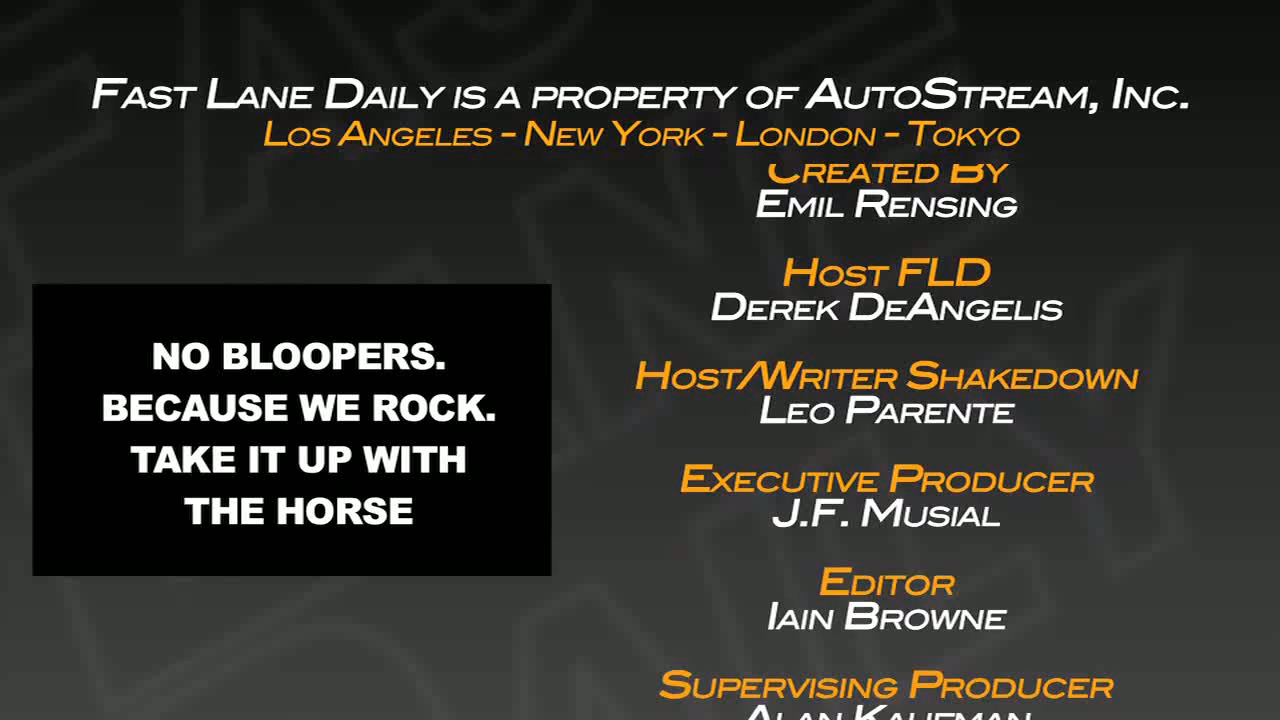 Fast Lane Daily is a property of AutoStream, Inc.
Los Angeles - New York - London - Tokyo
Created By
Emil Rensing
Host FLD
Derek DeAngelis
Host/Writer Shakedown
Leo Parente
Executive Producer
J.F. Musial
Editor
Iain Browne
Supervising Producer
Alan Kaufman
NO BLOOPERS.
BECAUSE WE ROCK.
TAKE IT UP WITH
THE HORSE